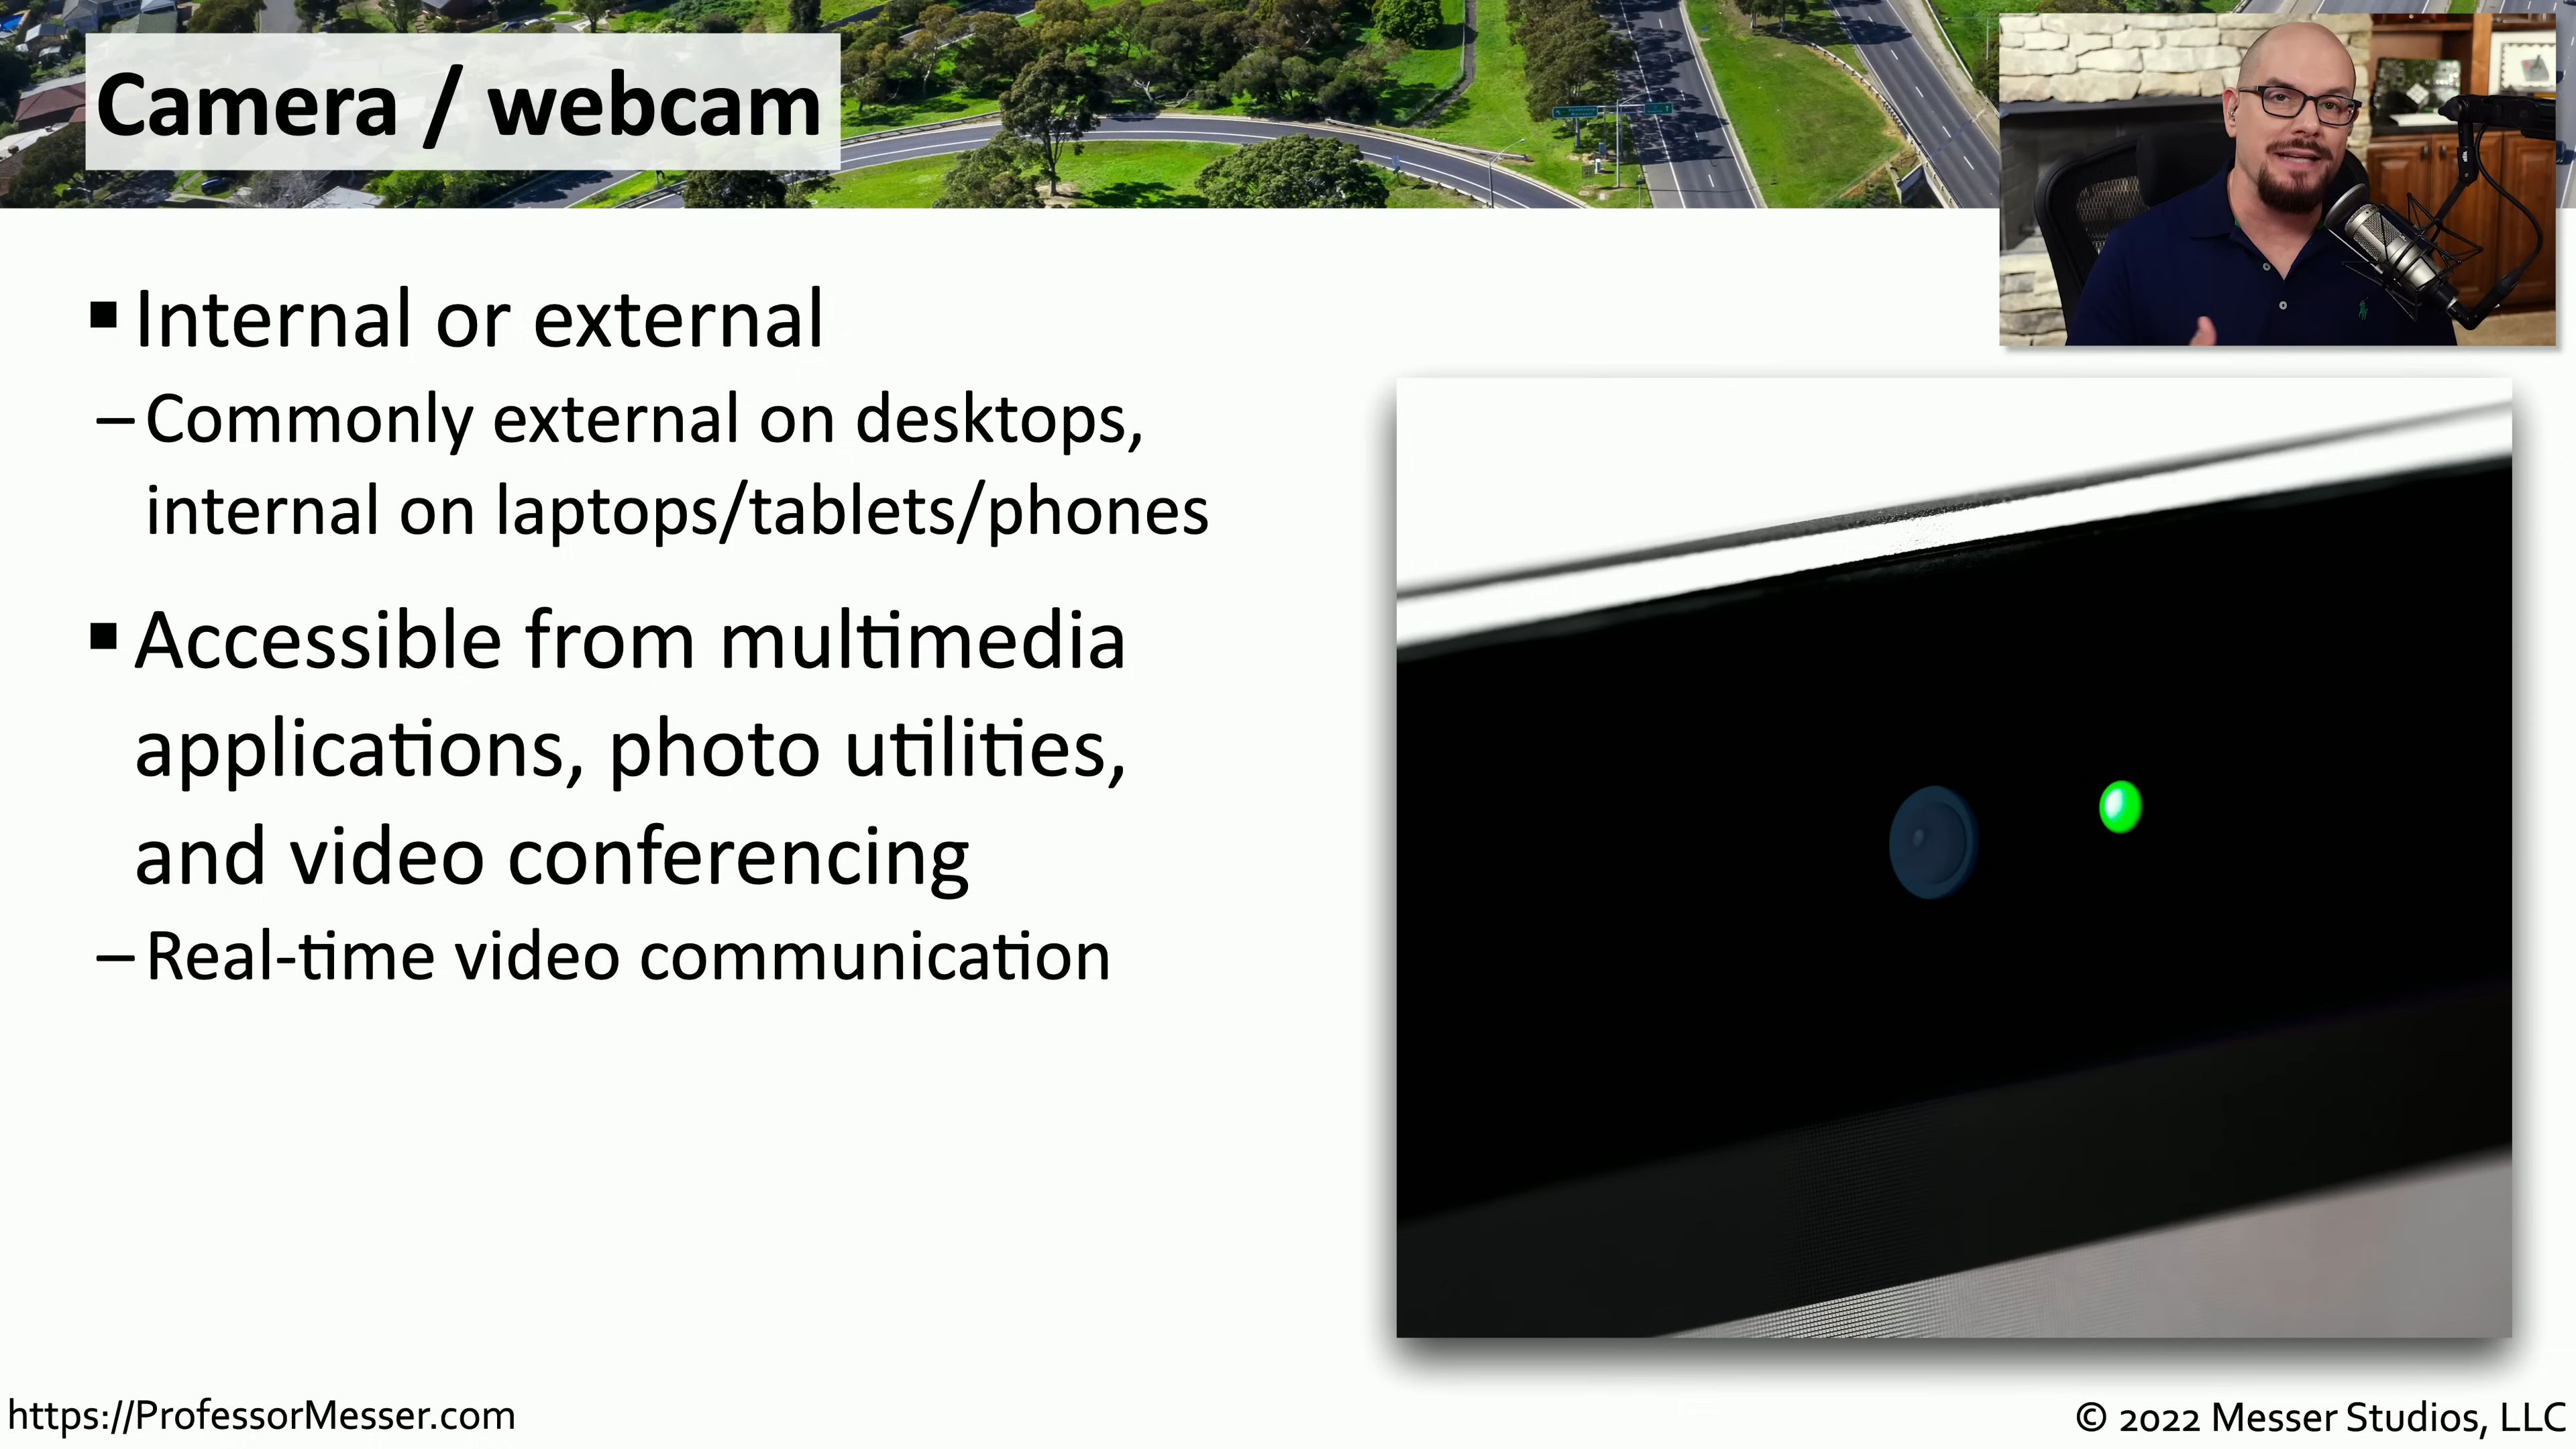 Camera / webcam
▪ Internal or external
– Commonly external on desktops,
internal on laptops/tablets/phones
▪ Accessible from multimedia
applications, photo utilities,
and video conferencing
– Real-time video communication
https://ProfessorMesser.com
© 2022 Messer Studios, LLC